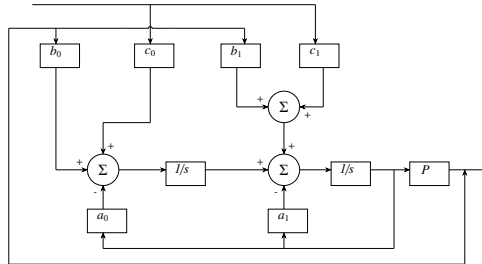 b₀ c₀ b₁ c₁
Σ
+ +
+ +
+ Σ 1/s + Σ 1/s P
- -
a₀ a₁